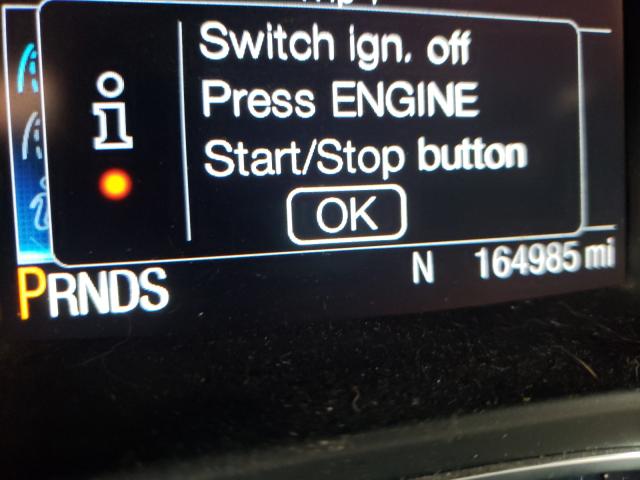 Switch ign. off
Press ENGINE
Start/Stop button
OK
PRNDS N 164985 mi